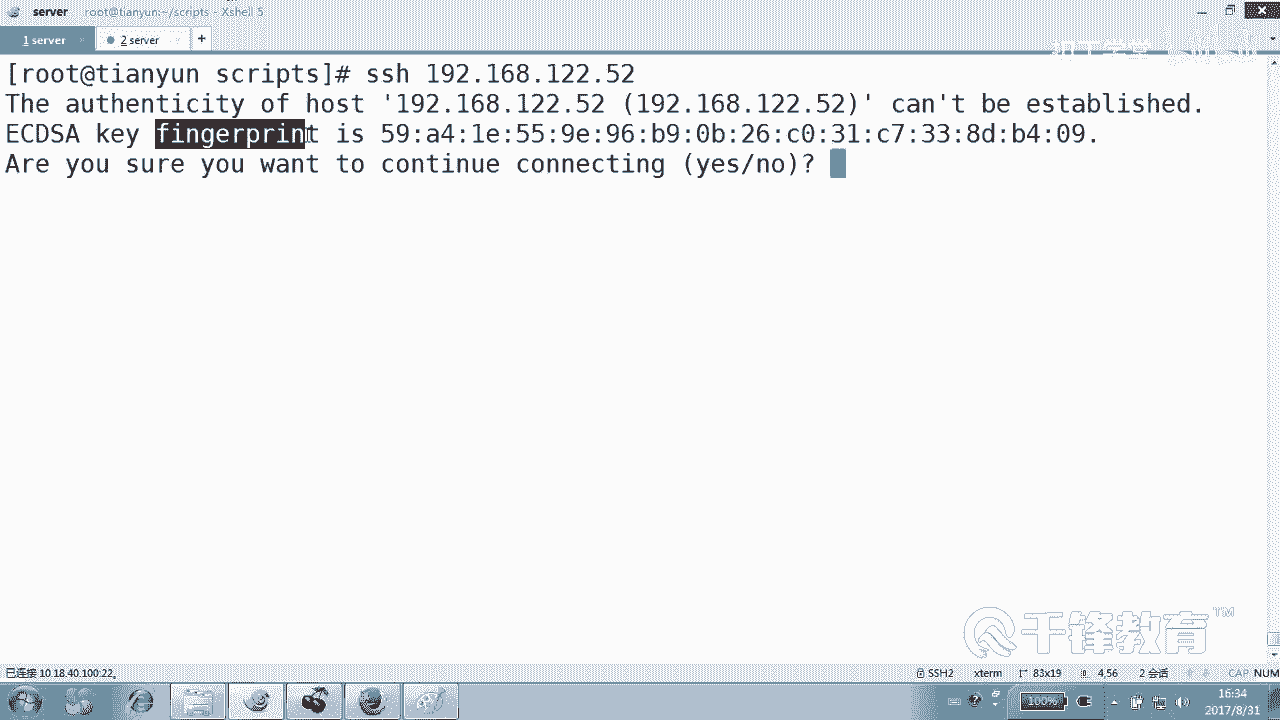 server root@tianyun:~/scripts - Xshell 5
1 server
2 server
+
[root@tianyun scripts]# ssh 192.168.122.52
The authenticity of host '192.168.122.52 (192.168.122.52)' can't be established.
ECDSA key fingerprint is 59:a4:1e:55:9e:96:b9:0b:26:c0:31:c7:33:8d:b4:09.
Are you sure you want to continue connecting (yes/no)?
千锋教育™
已连接 10.18.40.100:22。
SSH2
xterm
83x19
4,56
2 会话
CAP
NUM
100%
16:34
2017/8/31